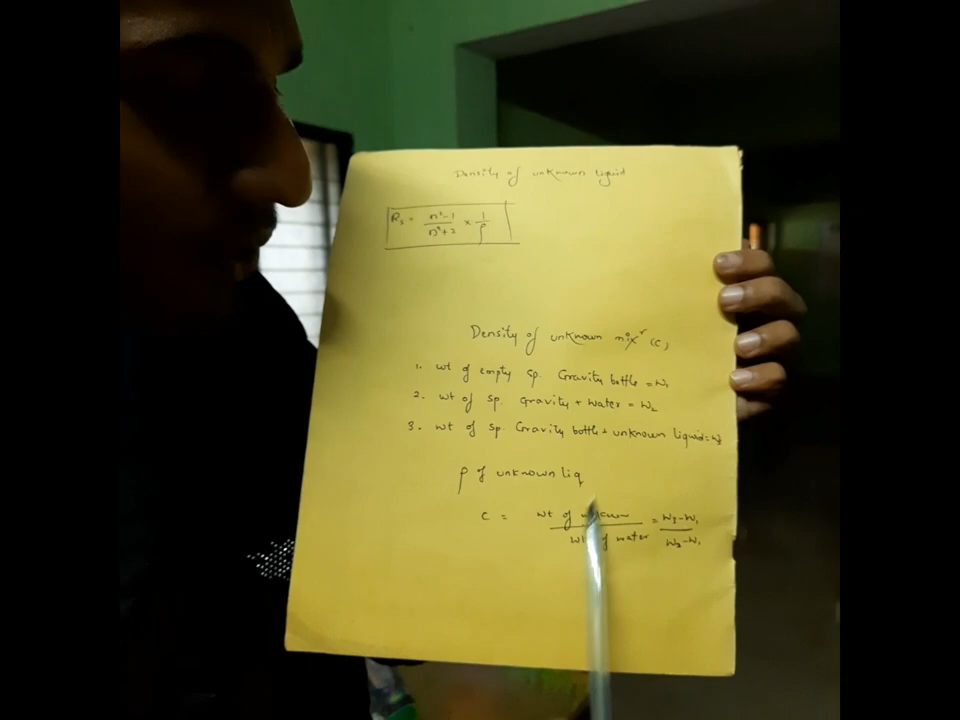 Density of unknown liquid
Rs = n²-1 / n²+2 × 1/ρ
Density of unknown mixʳ (C)
1. wt of empty sp. Gravity bottle = W₁
2. wt of sp. Gravity + Water = W₂
3. wt of sp. Gravity bottle + unknown liquid = W₃
ρ of unknown liq
C = wt of / wt of water = W₃-W₁ / W₂-W₁